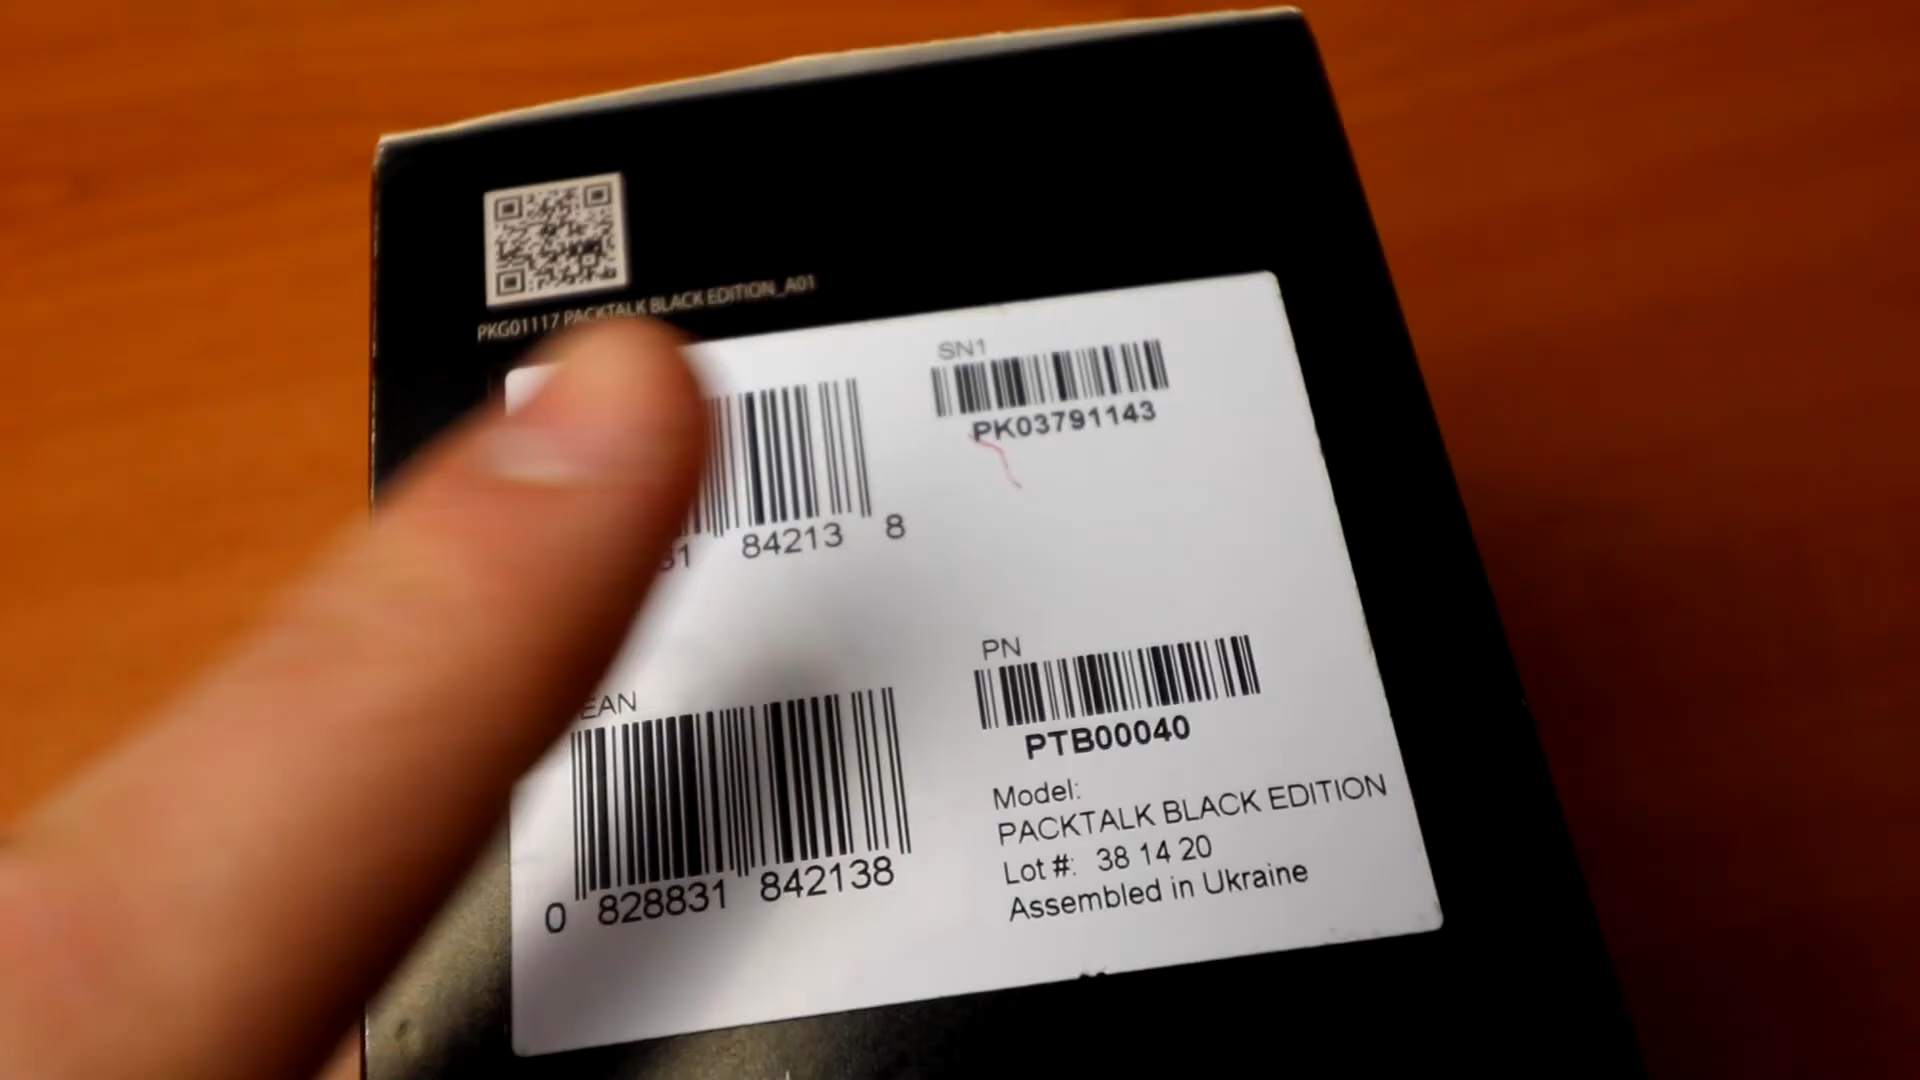 PKG01117 PACKTALK BLACK EDITION_A01
SN1
PK03791143
31 84213 8
PN
PTB00040
EAN
0 828831 842138
Model:
PACKTALK BLACK EDITION
Lot #: 38 14 20
Assembled in Ukraine